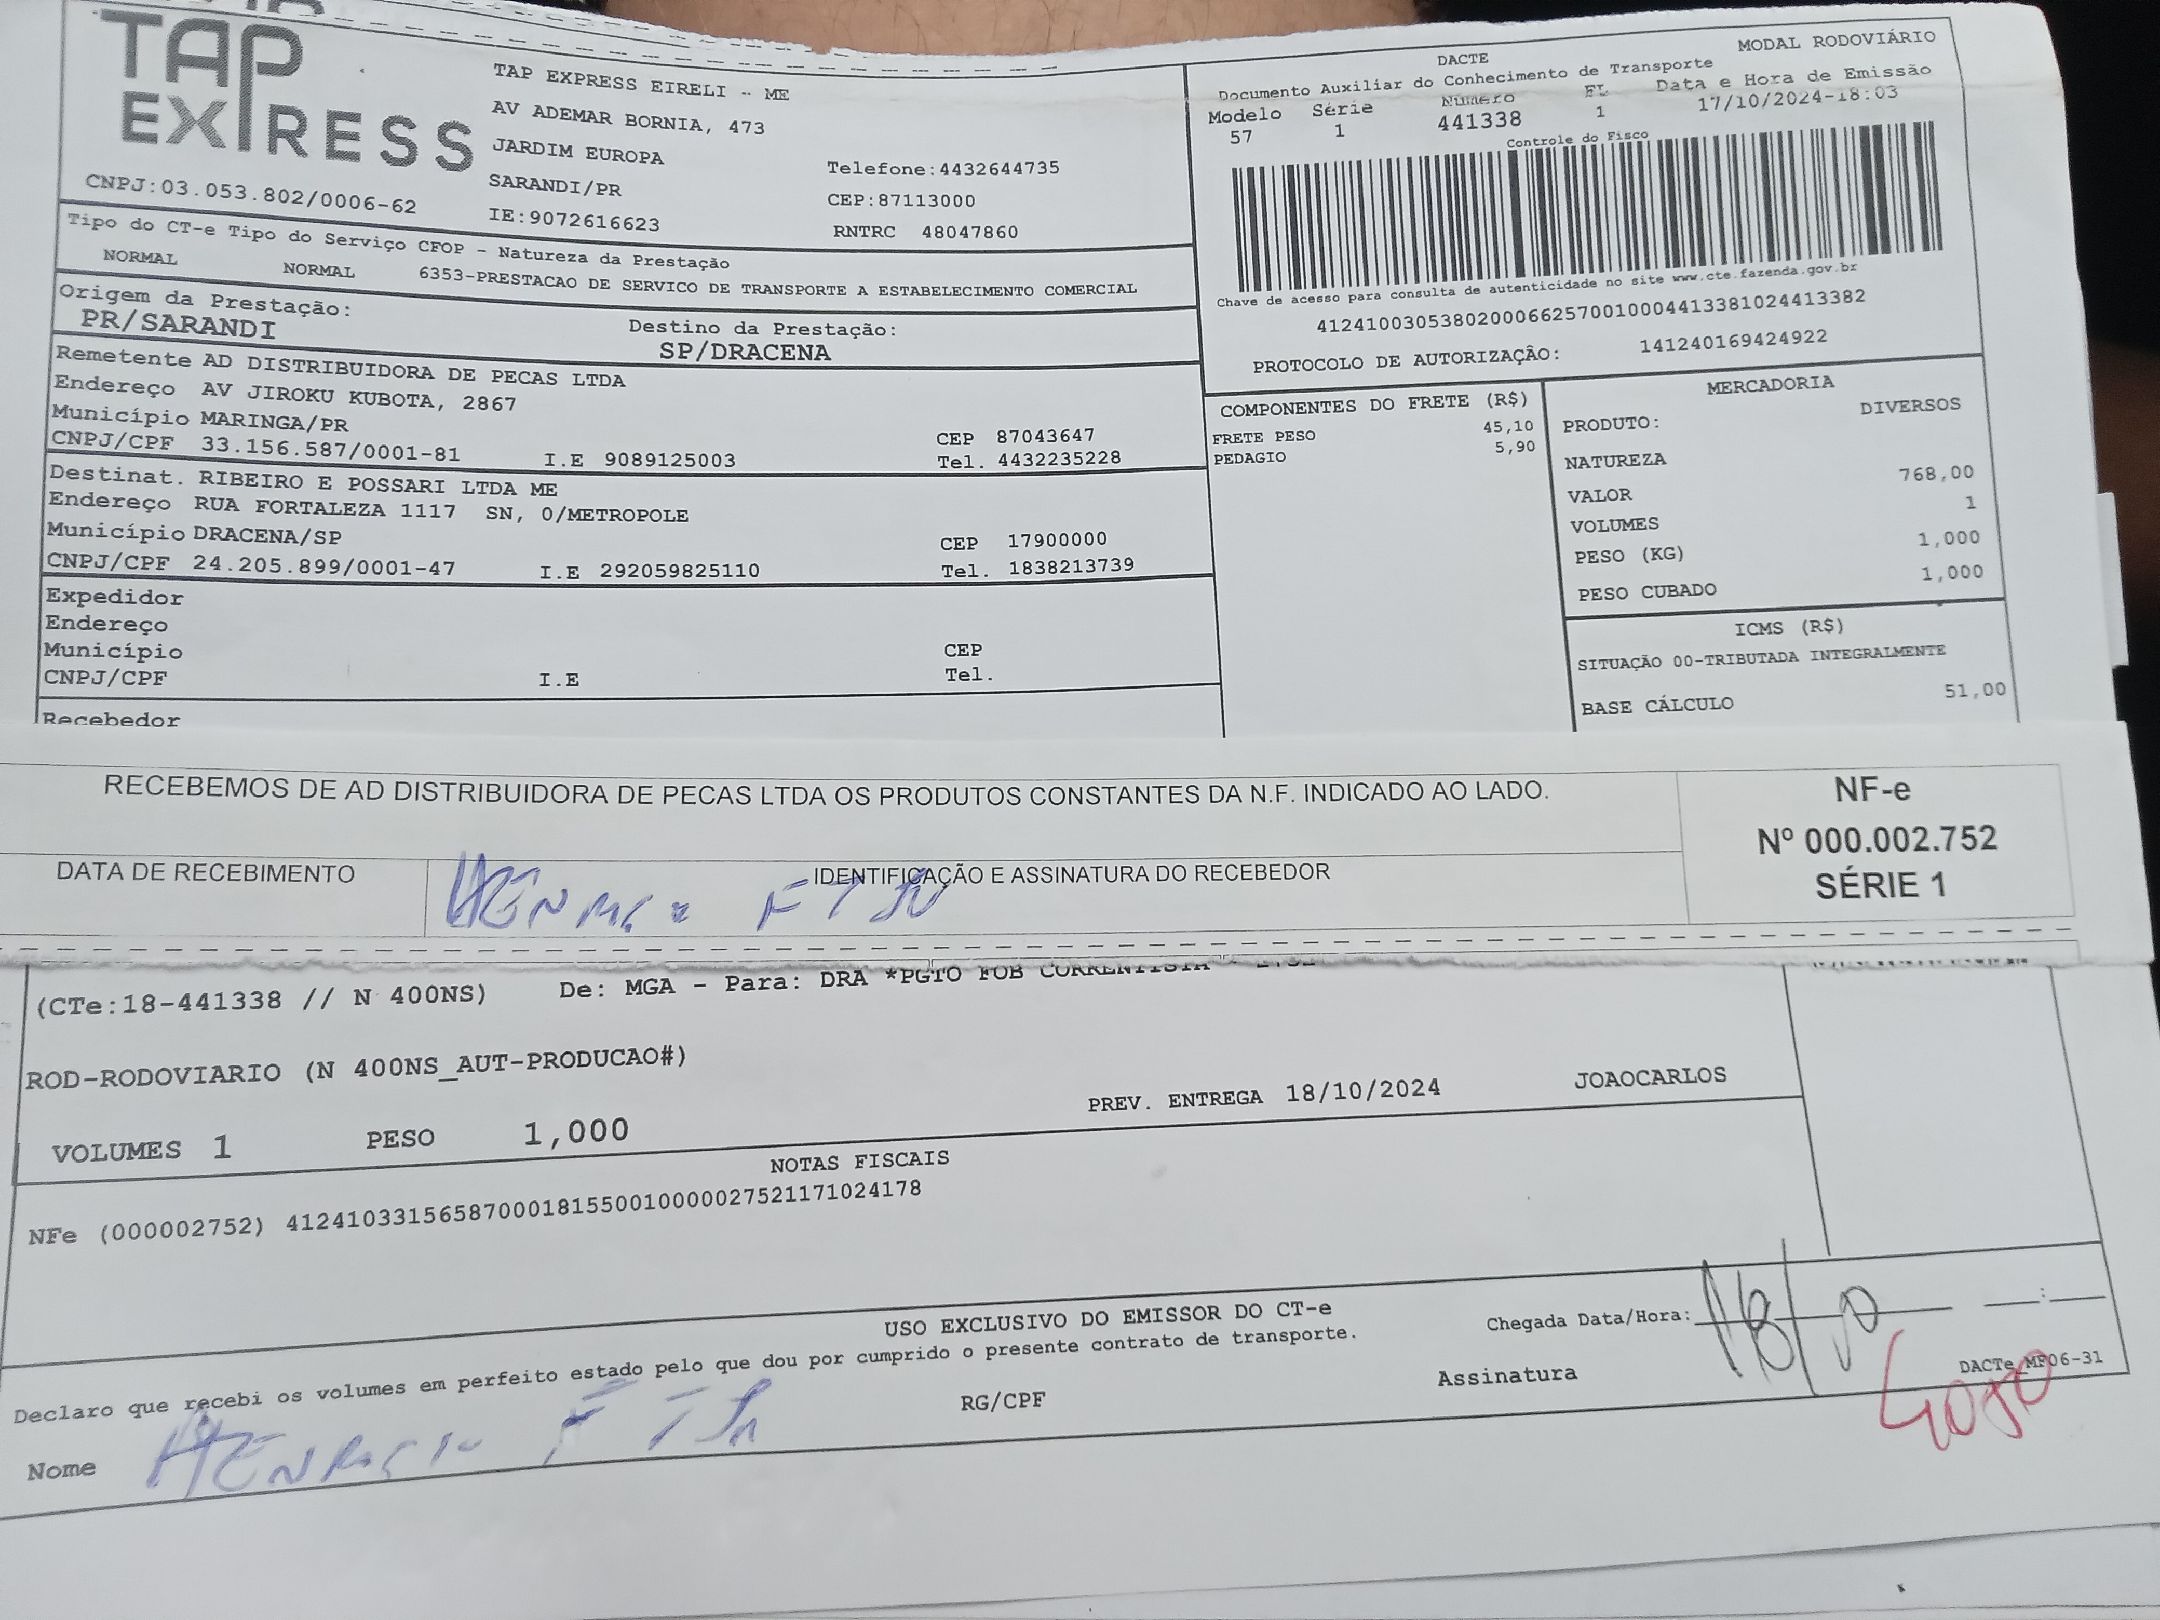 TAP
EXPRESS
TAP EXPRESS EIRELI - ME
AV ADEMAR BORNIA, 473
JARDIM EUROPA
SARANDI/PR
IE:9072616623
Telefone:4432644735
CEP:87113000
RNTRC 48047860
CNPJ:03.053.802/0006-62
DACTE
MODAL RODOVIÁRIO
Documento Auxiliar do Conhecimento de Transporte
Modelo Série Número FL Data e Hora de Emissão
57 1 441338 1 17/10/2024-18:03
Controle do Fisco
Chave de acesso para consulta de autenticidade no site www.cte.fazenda.gov.br
41241003053802000662570010004413381024413382
PROTOCOLO DE AUTORIZAÇÃO: 141240169424922
Tipo do CT-e Tipo do Serviço CFOP - Natureza da Prestação
NORMAL NORMAL 6353-PRESTACAO DE SERVICO DE TRANSPORTE A ESTABELECIMENTO COMERCIAL
Origem da Prestação:
PR/SARANDI
Destino da Prestação:
SP/DRACENA
Remetente AD DISTRIBUIDORA DE PECAS LTDA
Endereço AV JIROKU KUBOTA, 2867
Município MARINGA/PR CEP 87043647
CNPJ/CPF 33.156.587/0001-81 I.E 9089125003 Tel. 4432235228
Destinat. RIBEIRO E POSSARI LTDA ME
Endereço RUA FORTALEZA 1117 SN, 0/METROPOLE
Município DRACENA/SP CEP 17900000
CNPJ/CPF 24.205.899/0001-47 I.E 292059825110 Tel. 1838213739
Expedidor
Endereço
Município CEP
CNPJ/CPF I.E Tel.
Recebedor
COMPONENTES DO FRETE (R$)
FRETE PESO 45,10
PEDAGIO 5,90
MERCADORIA
PRODUTO: DIVERSOS
NATUREZA
VALOR 768,00
VOLUMES 1
PESO (KG) 1,000
PESO CUBADO 1,000
ICMS (R$)
SITUAÇÃO 00-TRIBUTADA INTEGRALMENTE
BASE CÁLCULO 51,00
RECEBEMOS DE AD DISTRIBUIDORA DE PECAS LTDA OS PRODUTOS CONSTANTES DA N.F. INDICADO AO LADO.
DATA DE RECEBIMENTO
IDENTIFICAÇÃO E ASSINATURA DO RECEBEDOR
NF-e
Nº 000.002.752
SÉRIE 1
(CTe:18-441338 // N 400NS) De: MGA - Para: DRA *PGTO FOB CORRENTISTA
ROD-RODOVIARIO (N 400NS_AUT-PRODUCAO#)
PREV. ENTREGA 18/10/2024 JOAOCARLOS
VOLUMES 1 PESO 1,000
NOTAS FISCAIS
NFe (000002752) 41241033156587000181550010000027521171024178
USO EXCLUSIVO DO EMISSOR DO CT-e
Declaro que recebi os volumes em perfeito estado pelo que dou por cumprido o presente contrato de transporte.
Chegada Data/Hora: 18/10
Nome
RG/CPF
Assinatura
DACTe MF06-31